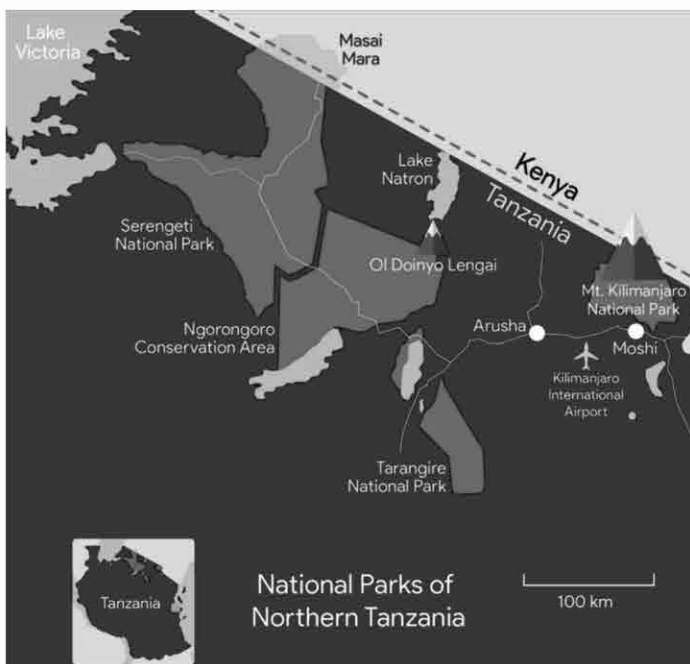 Lake
Victoria
Masai
Mara
Lake
Natron
Kenya
Tanzania
Serengeti
National Park
Ol Doinyo Lengai
Mt. Kilimanjaro
National Park
Ngorongoro
Conservation Area
Arusha
Moshi
Kilimanjaro
International
Airport
Tarangire
National Park
Tanzania
National Parks of
Northern Tanzania
100 km